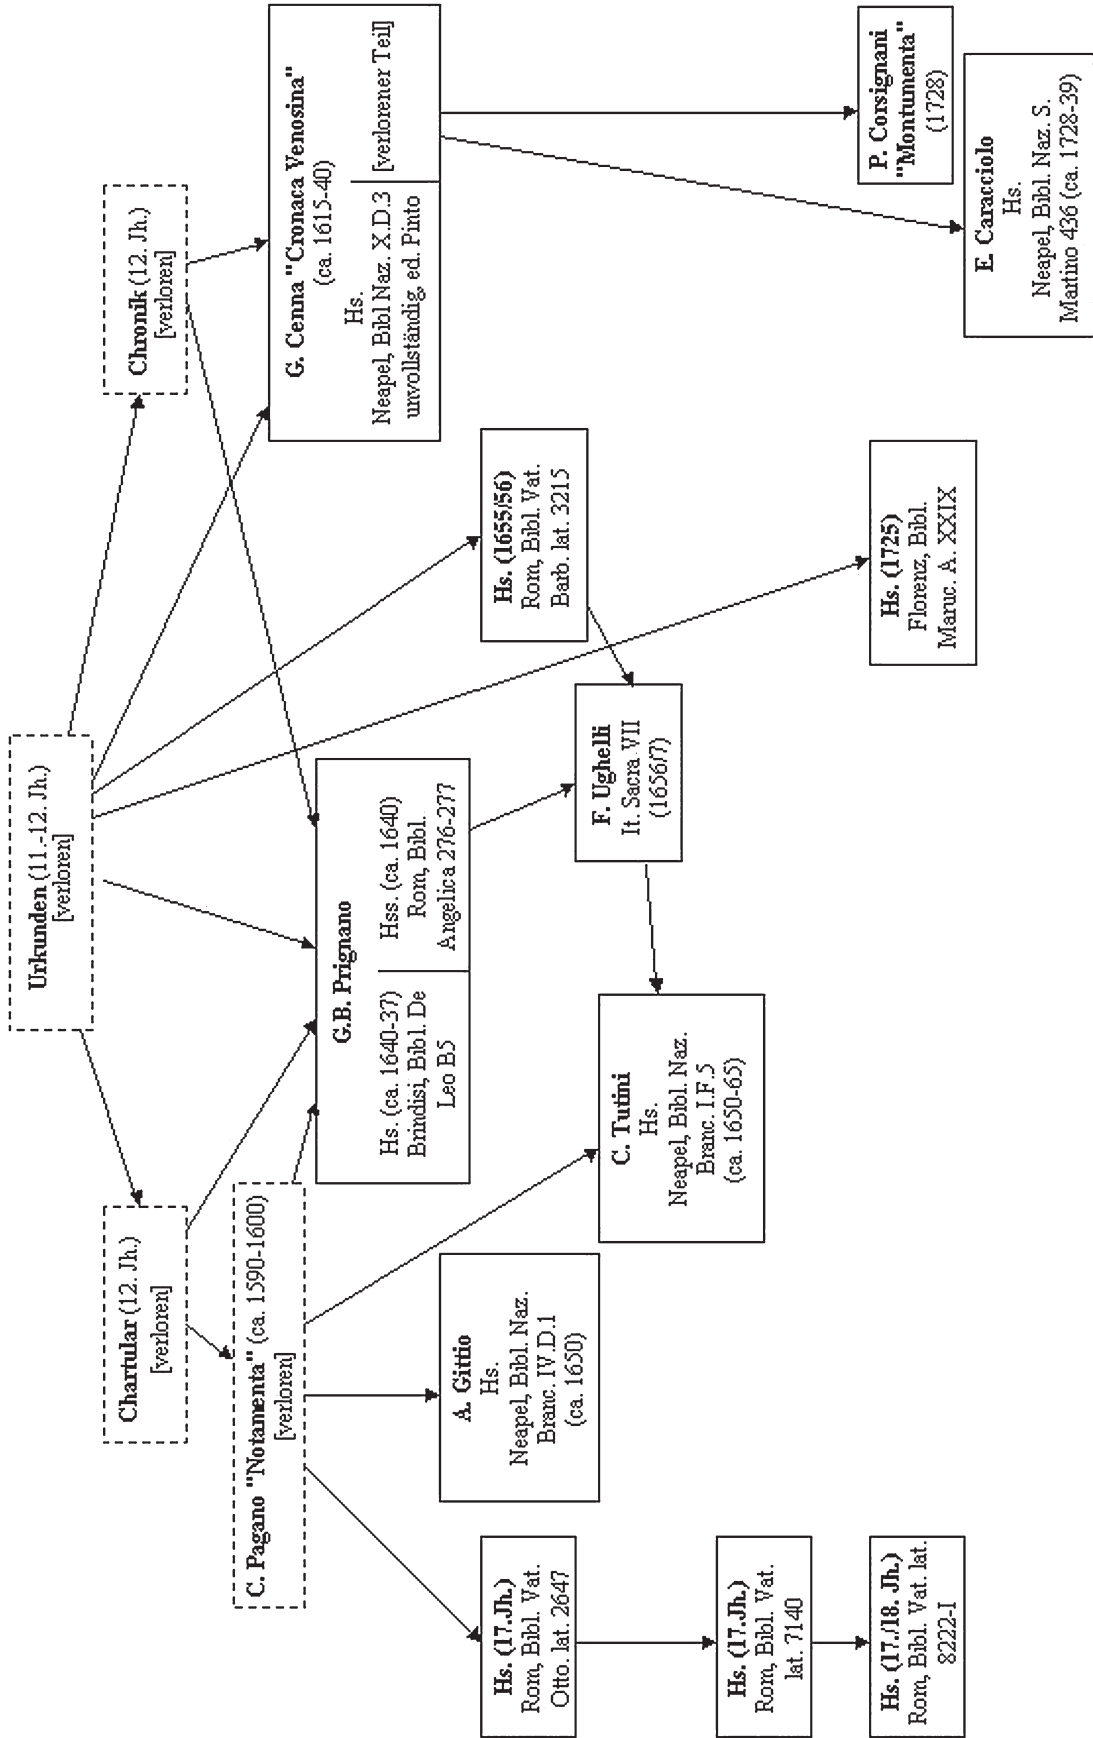 Urkunden (11.-12. Jh.)
[verloren]
Chartular (12. Jh.)
[verloren]
Chronik (12. Jh.)
[verloren]
C. Pagano "Notamenta" (ca. 1590-1600)
[verloren]
G.B. Prignano
Hs. (ca. 1640-37)
Brindisi, Bibl. De
Leo B5
Hss. (ca. 1640)
Rom, Bibl.
Angelica 276-277
G. Cenna "Cronaca Venosina"
(ca. 1615-40)
Hs.
Neapel, Bibl Naz. X.D.3
unvollständig, ed. Pinto
[verlorener Teil]
A. Gittio
Hs.
Neapel, Bibl. Naz.
Branc. IV.D.1
(ca. 1650)
Hs. (17.Jh.)
Rom, Bibl. Vat.
Otto. lat. 2647
Hs. (1655/56)
Rom, Bibl. Vat.
Barb. lat. 3215
F. Ughelli
It. Sacra VII
(1656/7)
C. Tutini
Hs.
Neapel, Bibl. Naz.
Branc. I.F.5
(ca. 1650-65)
Hs. (17.Jh.)
Rom, Bibl. Vat.
lat. 7140
Hs. (17./18. Jh.)
Rom, Bibl. Vat. lat.
8222-I
Hs. (1725)
Florenz, Bibl.
Maruc. A. XXIX
P. Corsignani
"Montumenta"
(1728)
E. Caracciolo
Hs.
Neapel, Bibl. Naz. S.
Martino 436 (ca. 1728-39)